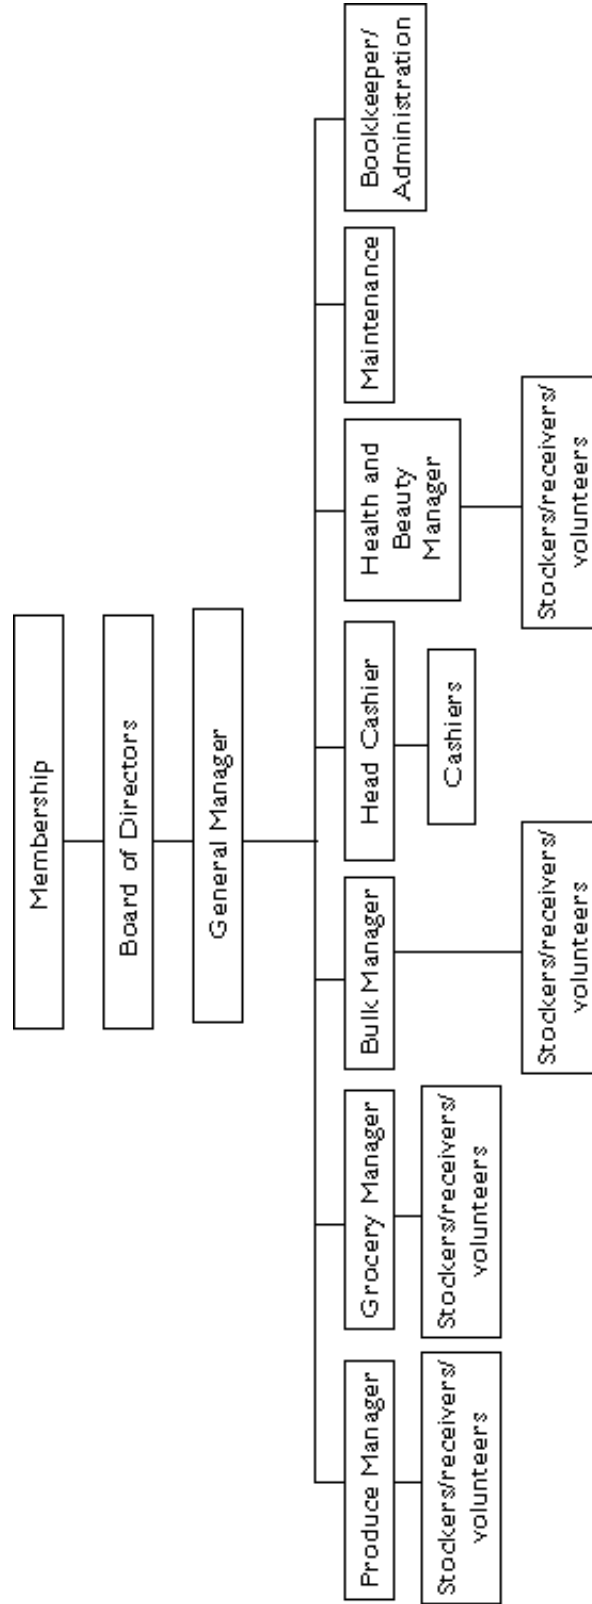 Membership
Board of Directors
General Manager
Produce Manager
Grocery Manager
Bulk Manager
Head Cashier
Health and
Beauty
Manager
Maintenance
Bookkeeper/
Administration
Stockers/receivers/
volunteers
Stockers/receivers/
volunteers
Stockers/receivers/
volunteers
Cashiers
Stockers/receivers/
volunteers